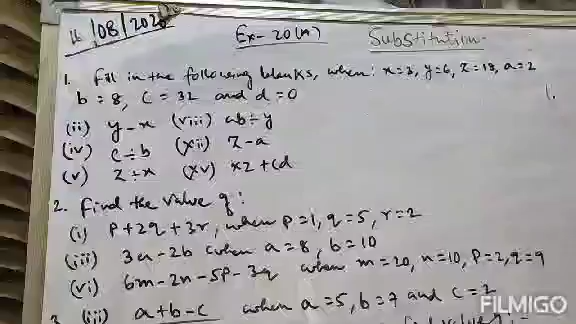 11/08/2020 Ex-20(A) Substitution
1. Fill in the following blanks, when: x=3, y=6, z=18, a=2
b=8, c=32 and d=0
(ii) y-x (viii) ab÷y
(iv) c÷b (xii) z-a
(v) z÷x (xv) xz+cd
1.
2. Find the value of:
(i) P+2q+3r, when P=1, q=5, r=2
(iii) 3a-2b when a=8, b=10
(vi) 6m-2n-5p-3q when m=20, n=10, P=2, q=9
3. (iii) a+b-c when a=5, b=7 and c=2
FILMIGO